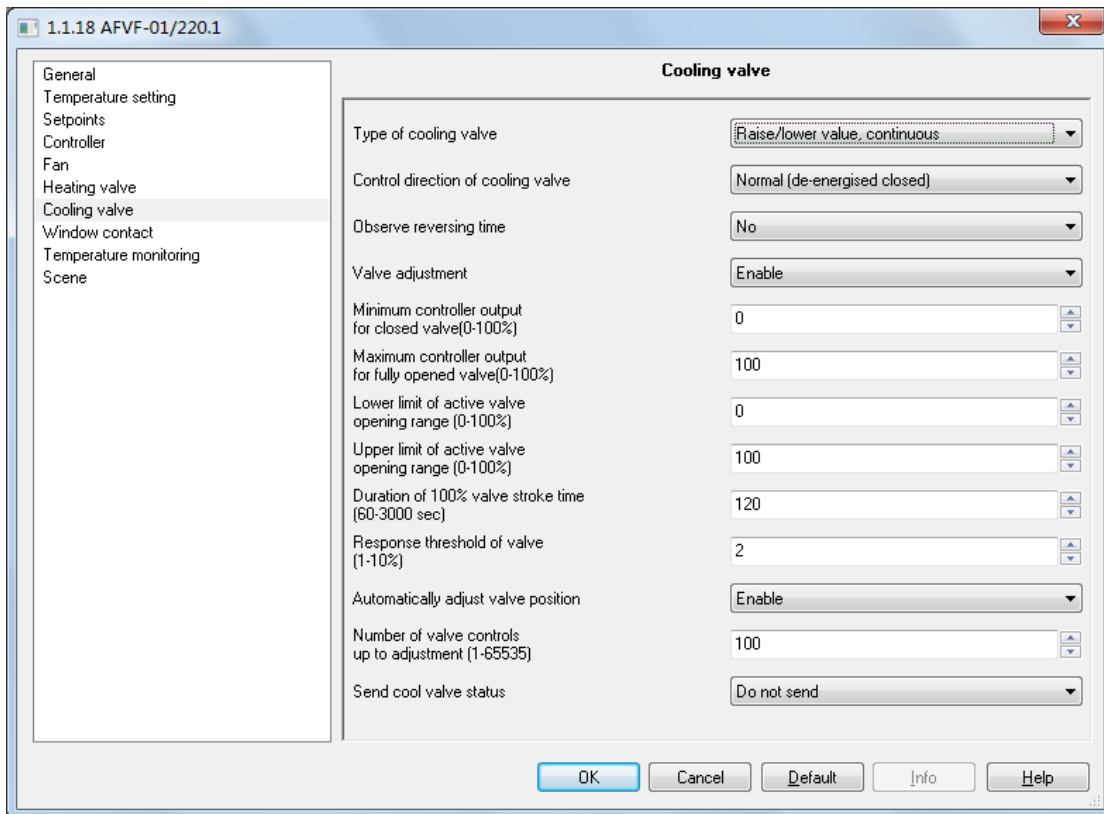 1.1.18 AFVF-01/220.1
General
Temperature setting
Setpoints
Controller
Fan
Heating valve
Cooling valve
Window contact
Temperature monitoring
Scene
Cooling valve
Type of cooling valve
Raise/lower value, continuous
Control direction of cooling valve
Normal (de-energised closed)
Observe reversing time
No
Valve adjustment
Enable
Minimum controller output
for closed valve(0-100%)
0
Maximum controller output
for fully opened valve(0-100%)
100
Lower limit of active valve
opening range (0-100%)
0
Upper limit of active valve
opening range (0-100%)
100
Duration of 100% valve stroke time
(60-3000 sec)
120
Response threshold of valve
(1-10%)
2
Automatically adjust valve position
Enable
Number of valve controls
up to adjustment (1-65535)
100
Send cool valve status
Do not send
OK
Cancel
Default
Info
Help